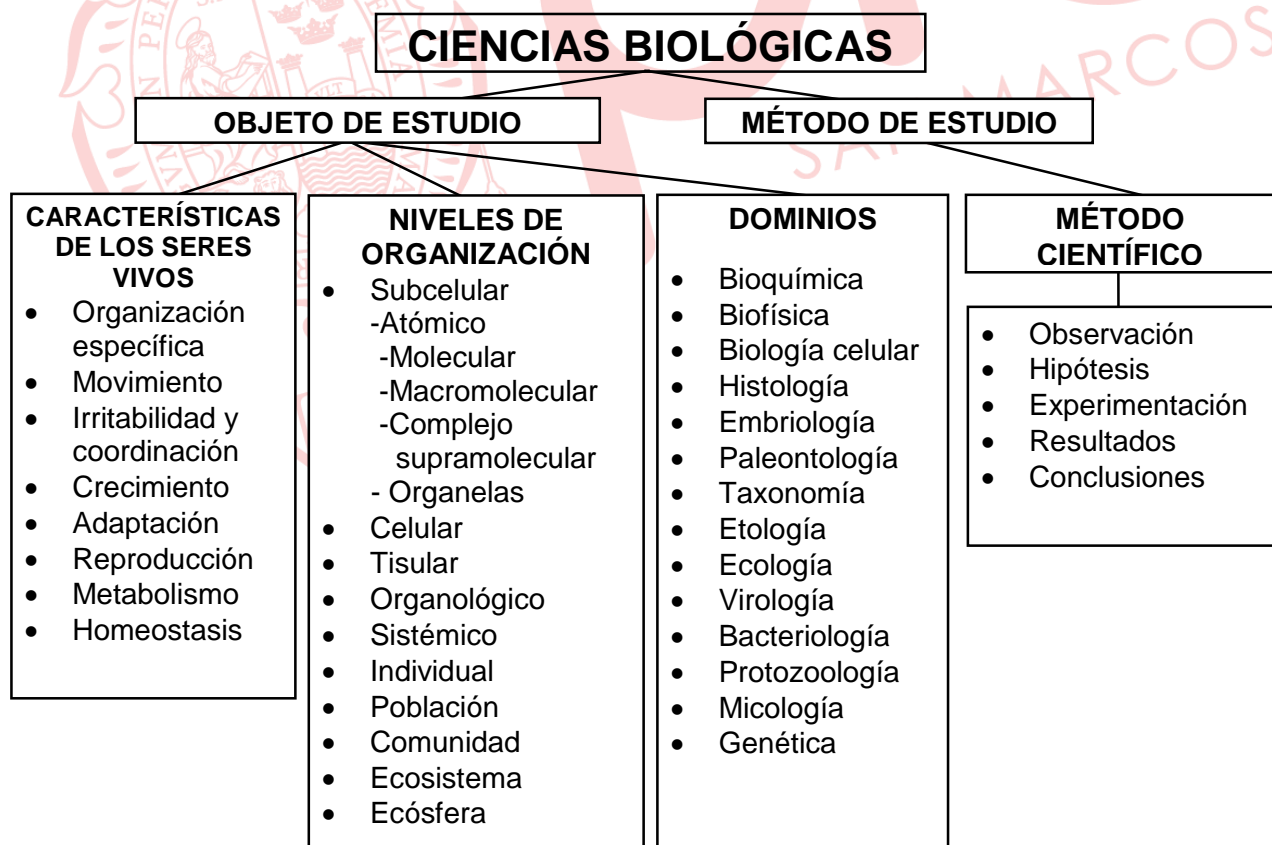 CIENCIAS BIOLÓGICAS
SAN MARCOS
OBJETO DE ESTUDIO
MÉTODO DE ESTUDIO
CARACTERÍSTICAS
DE LOS SERES
VIVOS
• Organización
específica
• Movimiento
• Irritabilidad y
coordinación
• Crecimiento
• Adaptación
• Reproducción
• Metabolismo
• Homeostasis
NIVELES DE
ORGANIZACIÓN
• Subcelular
-Atómico
-Molecular
-Macromolecular
-Complejo
supramolecular
- Organelas
• Celular
• Tisular
• Organológico
• Sistémico
• Individual
• Población
• Comunidad
• Ecosistema
• Ecósfera
DOMINIOS
• Bioquímica
• Biofísica
• Biología celular
• Histología
• Embriología
• Paleontología
• Taxonomía
• Etología
• Ecología
• Virología
• Bacteriología
• Protozoología
• Micología
• Genética
MÉTODO
CIENTÍFICO
• Observación
• Hipótesis
• Experimentación
• Resultados
• Conclusiones